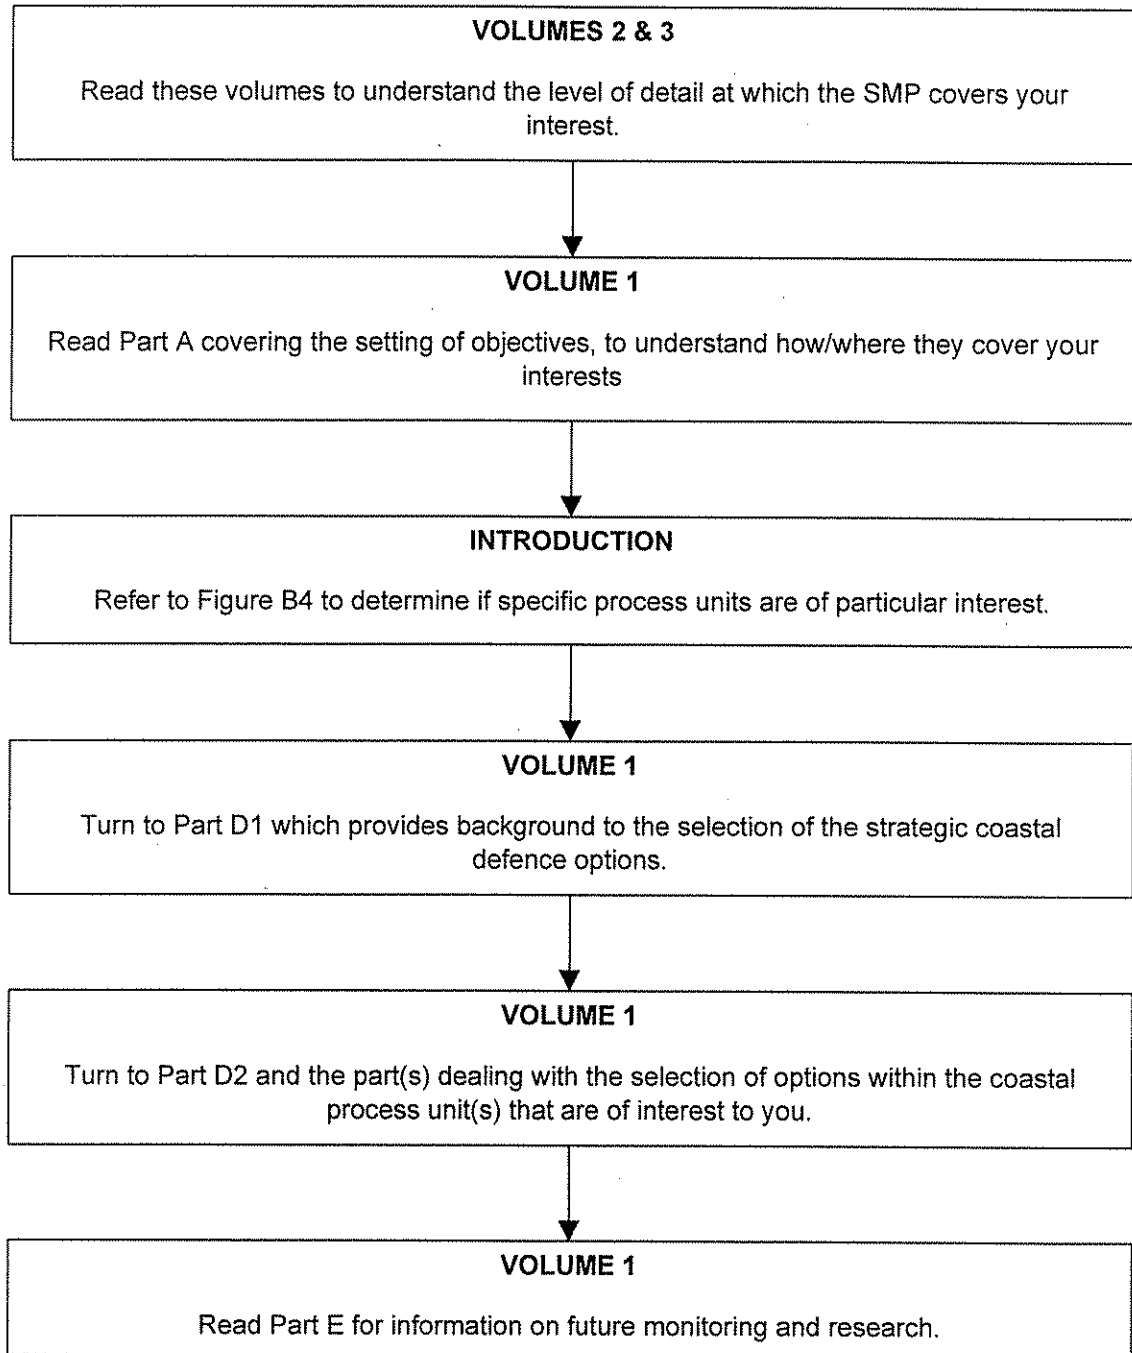 VOLUMES 2 & 3
Read these volumes to understand the level of detail at which the SMP covers your
interest.
VOLUME 1
Read Part A covering the setting of objectives, to understand how/where they cover your
interests
INTRODUCTION
Refer to Figure B4 to determine if specific process units are of particular interest.
VOLUME 1
Turn to Part D1 which provides background to the selection of the strategic coastal
defence options.
VOLUME 1
Turn to Part D2 and the part(s) dealing with the selection of options within the coastal
process unit(s) that are of interest to you.
VOLUME 1
Read Part E for information on future monitoring and research.